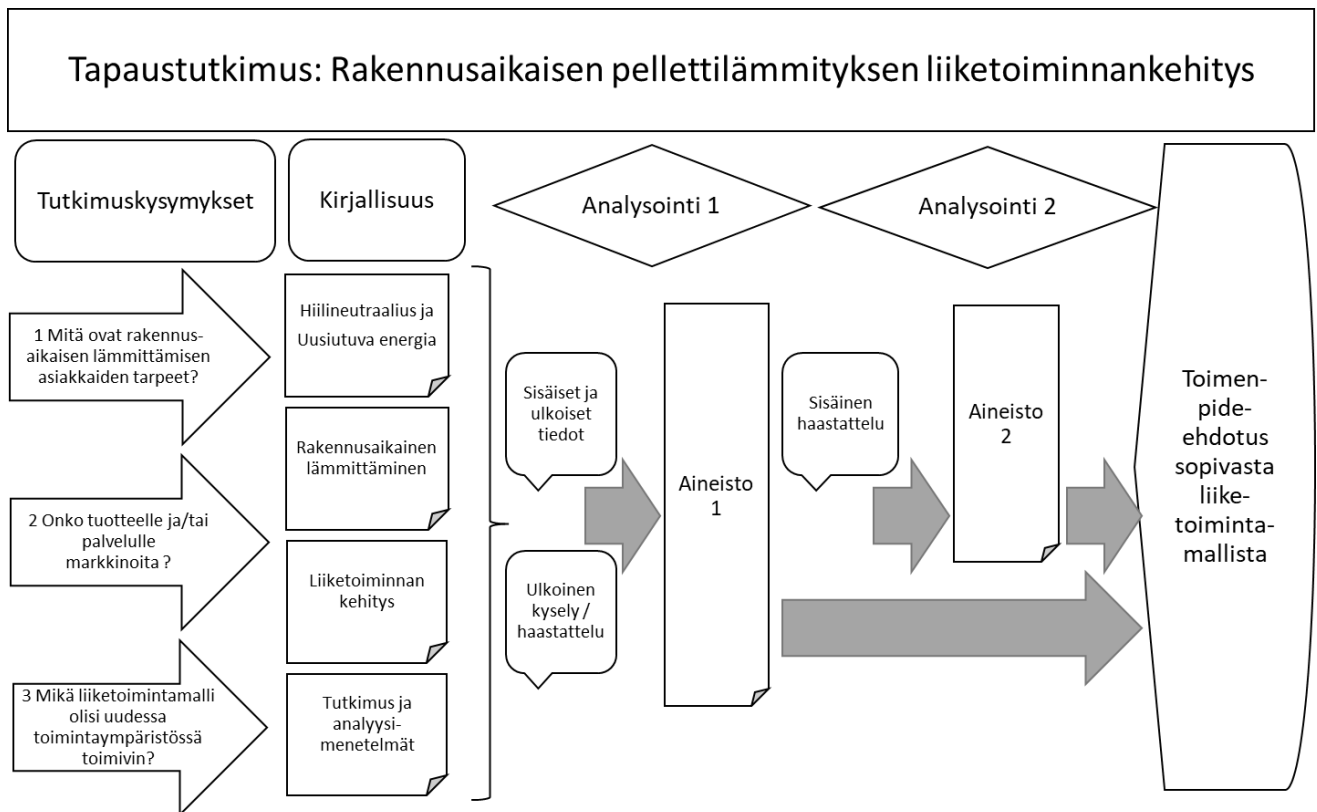 Tapaustutkimus: Rakennusaikaisen pellettilämmityksen liiketoiminnankehitys
Tutkimuskysymykset
Kirjallisuus
Analysointi 1
Analysointi 2
1 Mitä ovat rakennus-
aikaisen lämmittämisen
asiakkaiden tarpeet?
2 Onko tuotteelle ja/tai
palvelulle
markkinoita ?
3 Mikä liiketoimintamalli
olisi uudessa
toimintaympäristössä
toimivin?
Hiilineutraalius ja
Uusiutuva energia
Rakennusaikainen
lämmittäminen
Liiketoiminnan
kehitys
Tutkimus ja
analyysi-
menetelmät
Sisäiset ja
ulkoiset
tiedot
Ulkoinen
kysely /
haastattelu
Aineisto
1
Sisäinen
haastattelu
Aineisto
2
Toimen-
pide-
ehdotus
sopivasta
liike-
toiminta-
mallista